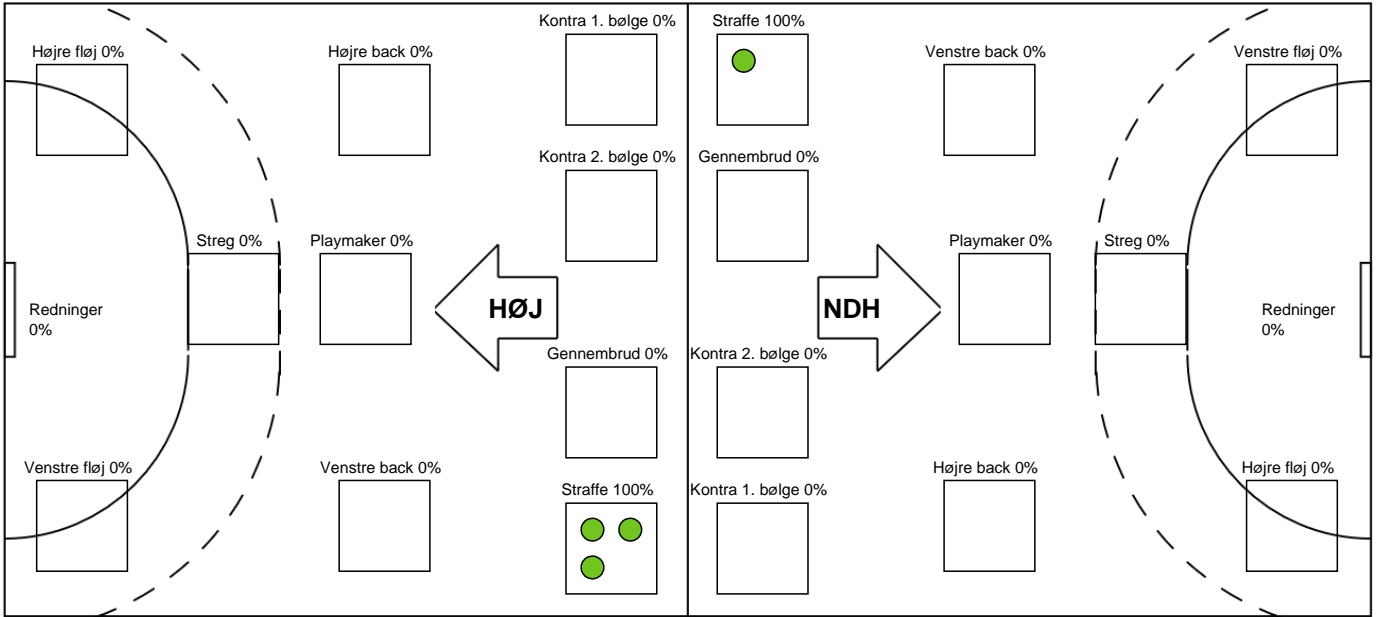 Kontra 1. bølge 0%
Straffe 100%
Højre fløj 0%
Højre back 0%
Venstre back 0%
Venstre fløj 0%
Kontra 2. bølge 0%
Gennembrud 0%
Streg 0%
Playmaker 0%
Playmaker 0%
Streg 0%
Redninger
0%
HØJ
NDH
Redninger
0%
Gennembrud 0%
Kontra 2. bølge 0%
Venstre fløj 0%
Venstre back 0%
Højre back 0%
Højre fløj 0%
Straffe 100%
Kontra 1. bølge 0%